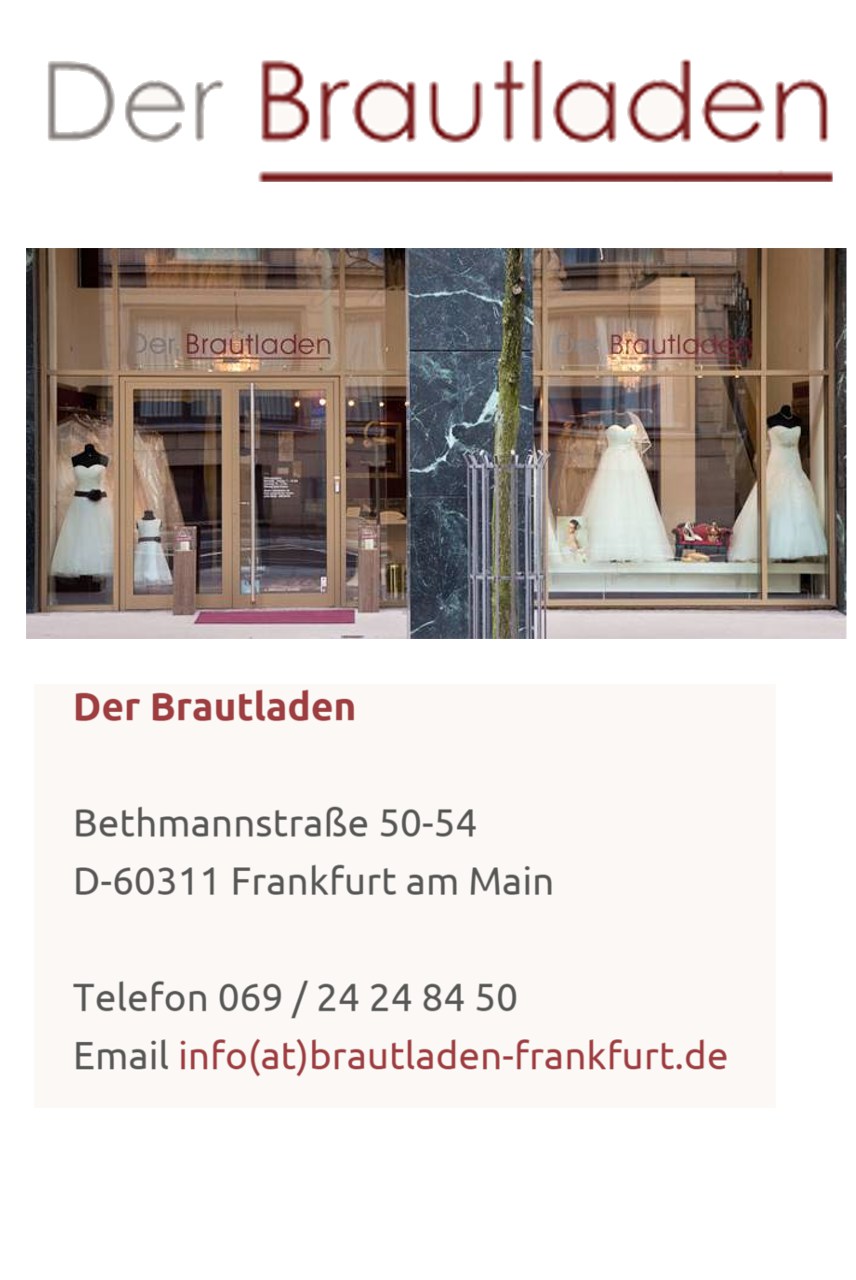 Der Brautladen
Der Brautladen
Der Brautladen
Der Brautladen
Bethmannstraße 50-54
D-60311 Frankfurt am Main
Telefon 069 / 24 24 84 50
Email info(at)brautladen-frankfurt.de